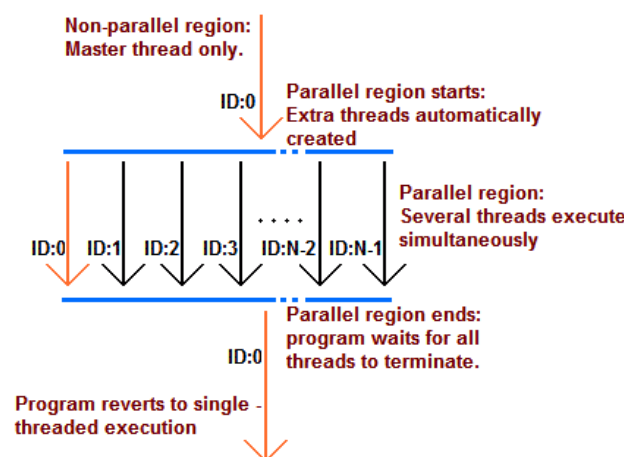 Non-parallel region:
Master thread only.
ID:0
Parallel region starts:
Extra threads automatically
created
Parallel region:
Several threads execute
simultaneously
. . . .
ID:0 ID:1 ID:2 ID:3 ID:N-2 ID:N-1
Parallel region ends:
program waits for all
threads to terminate.
ID:0
Program reverts to single -
threaded execution